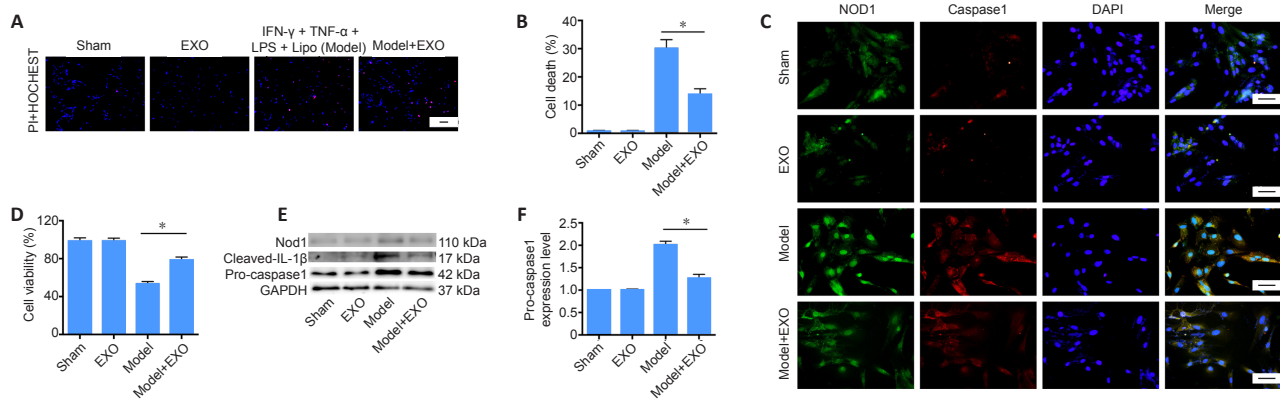 A
Sham
EXO
IFN-γ + TNF-α +
LPS + Lipo (Model)
Model+EXO
PI+HOCHEST
B
Cell death (%)
40
30
20
10
0
*
Sham
EXO
Model
Model+EXO
C
NOD1
Caspase1
DAPI
Merge
Sham
EXO
Model
Model+EXO
D
Cell viability (%)
120
80
40
0
*
Sham
EXO
Model
Model+EXO
E
Nod1 110 kDa
Cleaved-IL-1β 17 kDa
Pro-caspase1 42 kDa
GAPDH 37 kDa
Sham
EXO
Model
Model+EXO
F
Pro-caspase1
expression level
2.5
2.0
1.5
1.0
0.5
0
*
Sham
EXO
Model
Model+EXO